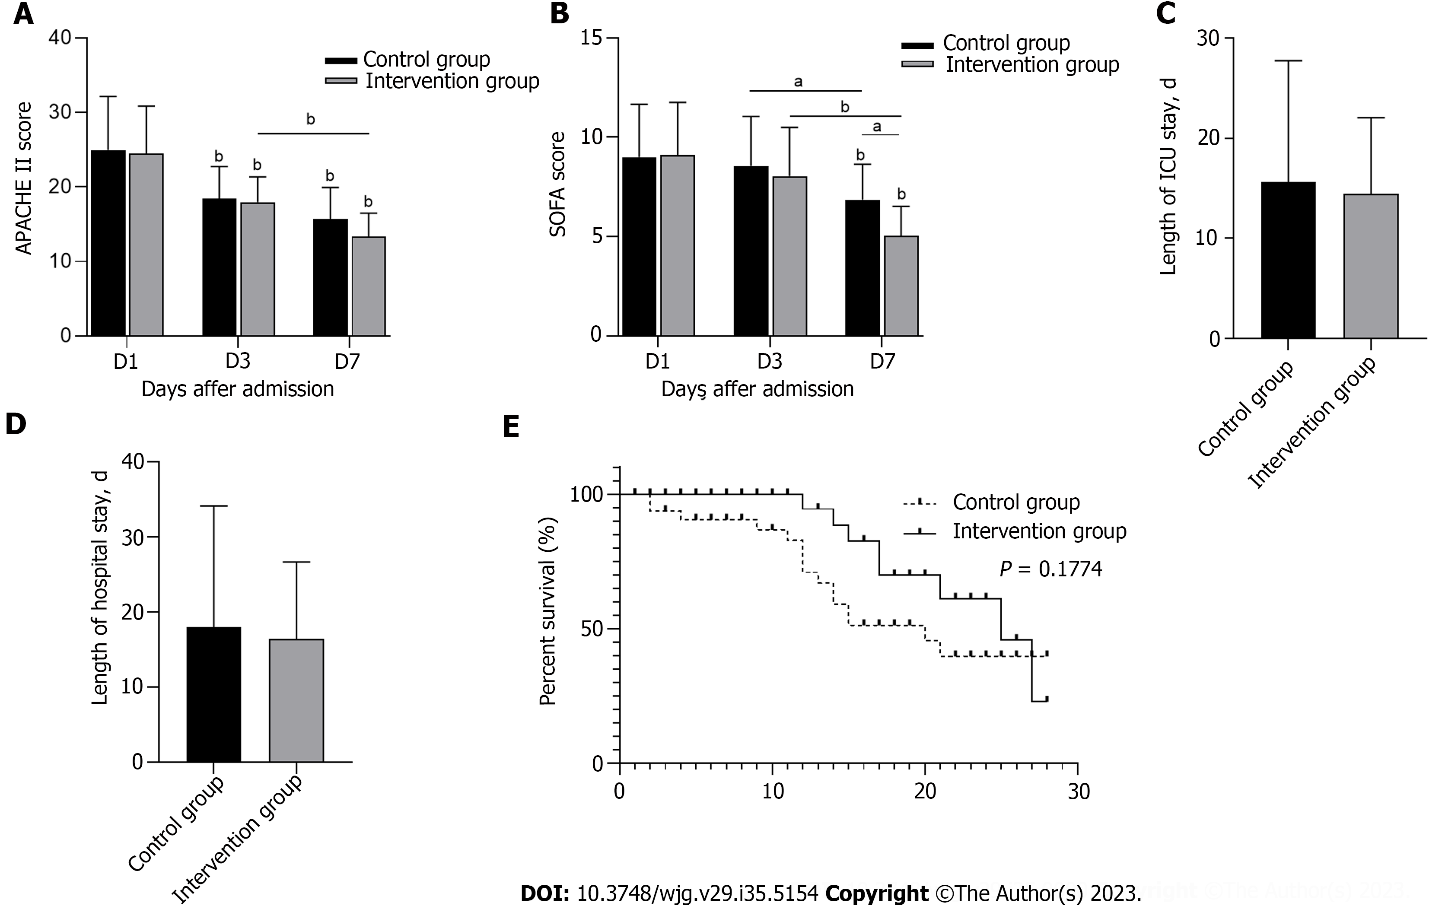 A
40
30
20
10
0
APACHE II score
Control group
Intervention group
b
b
b
b
b
D1
D3
D7
Days affer admission
B
15
10
5
0
SOFA score
Control group
Intervention group
a
b
a
b
b
D1
D3
D7
Days affer admission
C
30
20
10
0
Length of ICU stay, d
Control group
Intervention group
D
40
30
20
10
0
Length of hospital stay, d
Control group
Intervention group
E
100
50
0
Percent survival (%)
Control group
Intervention group
P = 0.1774
0
10
20
30
DOI: 10.3748/wjg.v29.i35.5154 Copyright ©The Author(s) 2023.